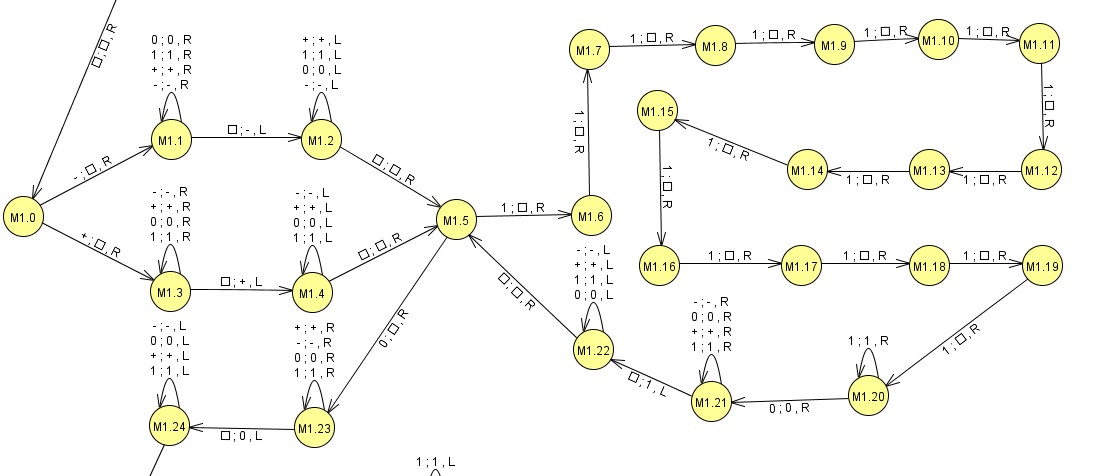 □;□,R
0;0,R
1;1,R
+;+,R
-;-,R
+;+,L
1;1,L
0;0,L
-;-,L
M1.7
1;□,R
M1.8
1;□,R
M1.9
1;□,R
M1.10
1;□,R
M1.11
1;□,R
M1.15
M1.1
□;-,L
M1.2
-;□,R
□;□,R
1;□,R
1;□,R
M1.14
1;□,R
M1.13
1;□,R
M1.12
1;□,R
M1.0
-;-,R
+;+,R
0;0,R
1;1,R
-;-,L
+;+,L
0;0,L
1;1,L
M1.5
1;□,R
M1.6
+;□,R
□;□,R
M1.3
□;+,L
M1.4
-;-,L
+;+,L
1;1,L
0;0,L
M1.16
1;□,R
M1.17
1;□,R
M1.18
1;□,R
M1.19
□;□,R
0;□,R
-;-,L
0;0,L
+;+,L
1;1,L
+;+,R
-;-,R
0;0,R
1;1,R
M1.22
-;-,R
0;0,R
+;+,R
1;1,R
1;1,R
1;□,R
□;1,L
M1.21
0;0,R
M1.20
M1.24
□;0,L
M1.23
1;1,L